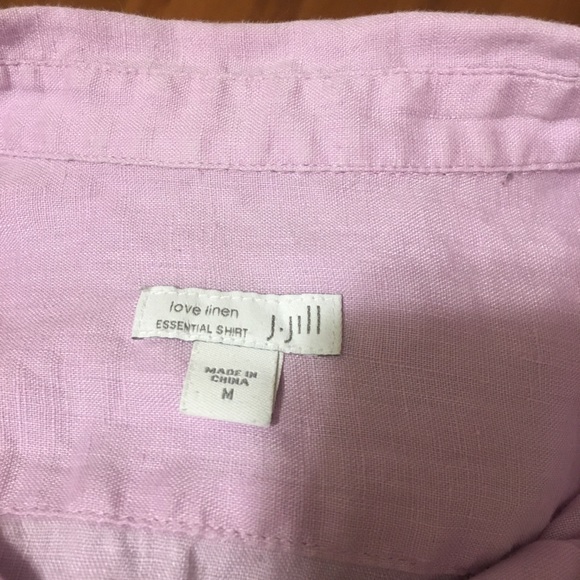 love linen
ESSENTIAL SHIRT
J.Jill
MADE IN
CHINA
M